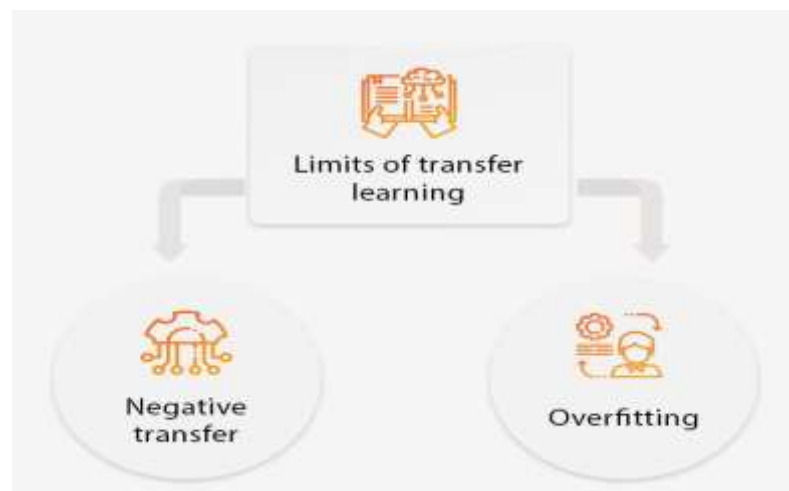 Limits of transfer
learning
Negative
transfer
Overfitting